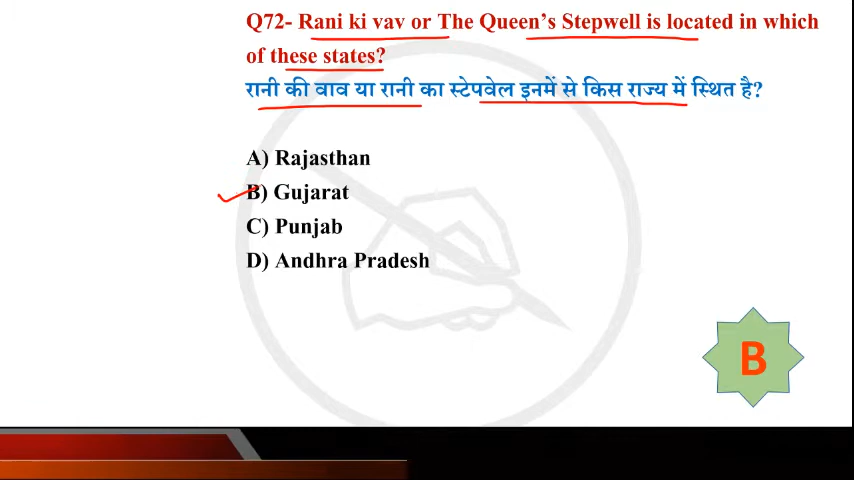 Q72- Rani ki vav or The Queen's Stepwell is located in which
of these states?
रानी की वाव या रानी का स्टेपवेल इनमें से किस राज्य में स्थित है?
A) Rajasthan
B) Gujarat
C) Punjab
D) Andhra Pradesh
B